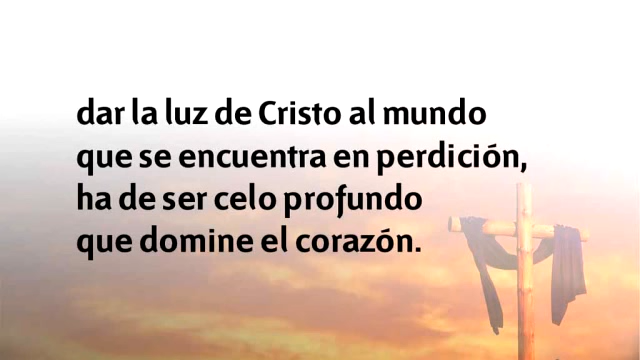 dar la luz de Cristo al mundo
que se encuentra en perdición,
ha de ser celo profundo
que domine el corazón.